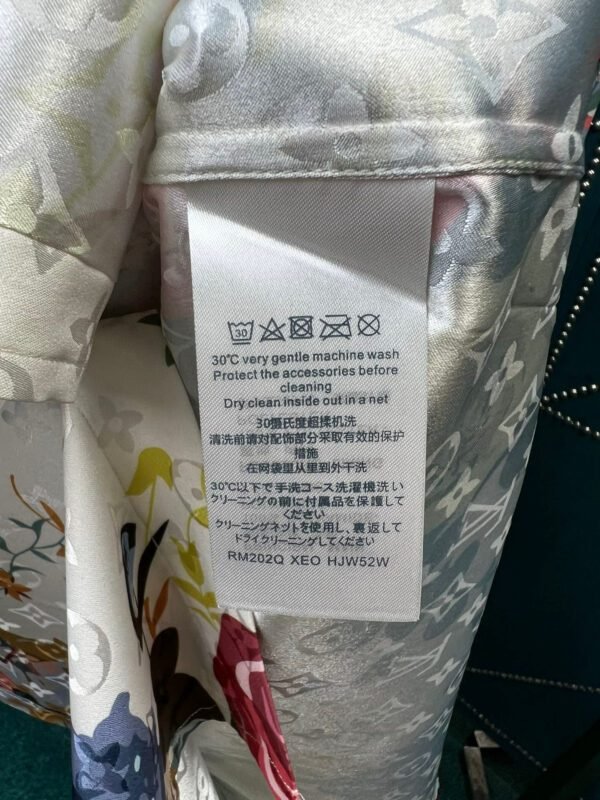 30
30℃ very gentle machine wash
Protect the accessories before
cleaning
Dry clean inside out in a net
30摄氏度超揉机洗
清洗前请对配饰部分采取有效的保护
措施
在网袋里从里到外干洗
30℃以下で手洗コース洗濯機洗い
クリーニングの前に付属品を保護して
ください
クリーニングネットを使用し、裏返して
ドライクリーニングしてください
RM202Q XEO HJW52W